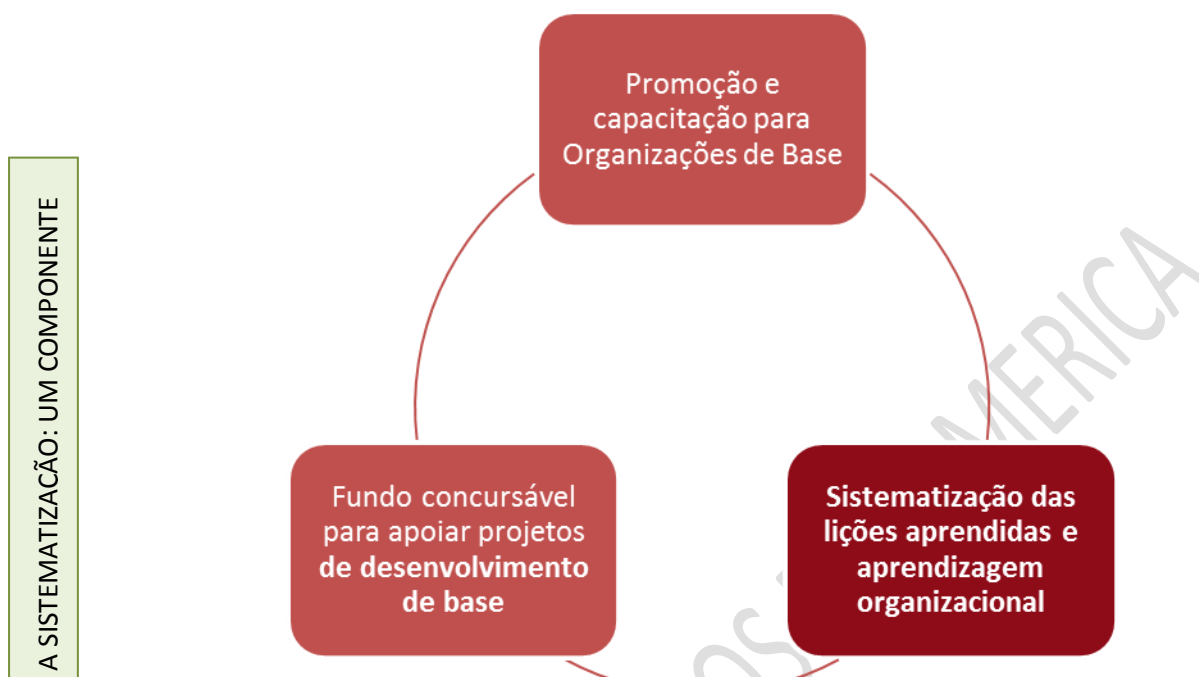 A SISTEMATIZAÇÃO: UM COMPONENTE
Promoção e
capacitação para
Organizações de Base
Fundo concursável
para apoiar projetos
de desenvolvimento
de base
Sistematização das
lições aprendidas e
aprendizagem
organizacional